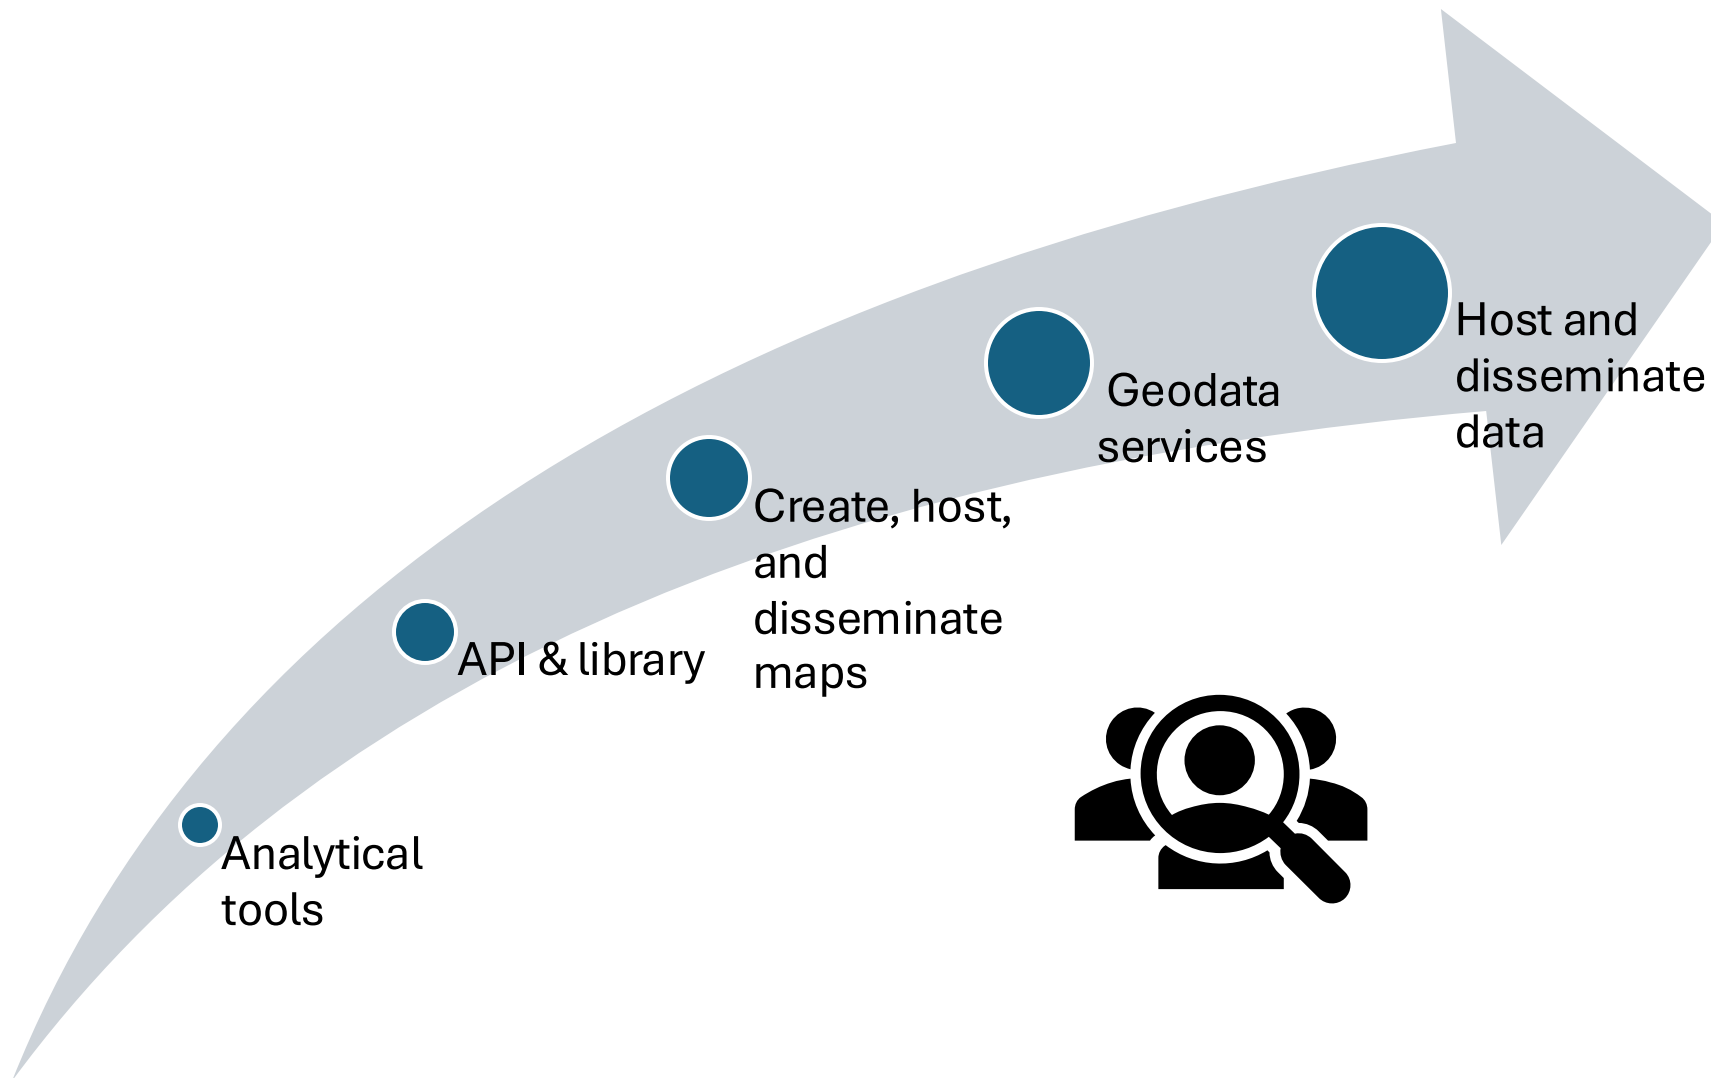 Host and
disseminate
data
Geodata
services
Create, host,
and
disseminate
maps
API & library
Analytical
tools